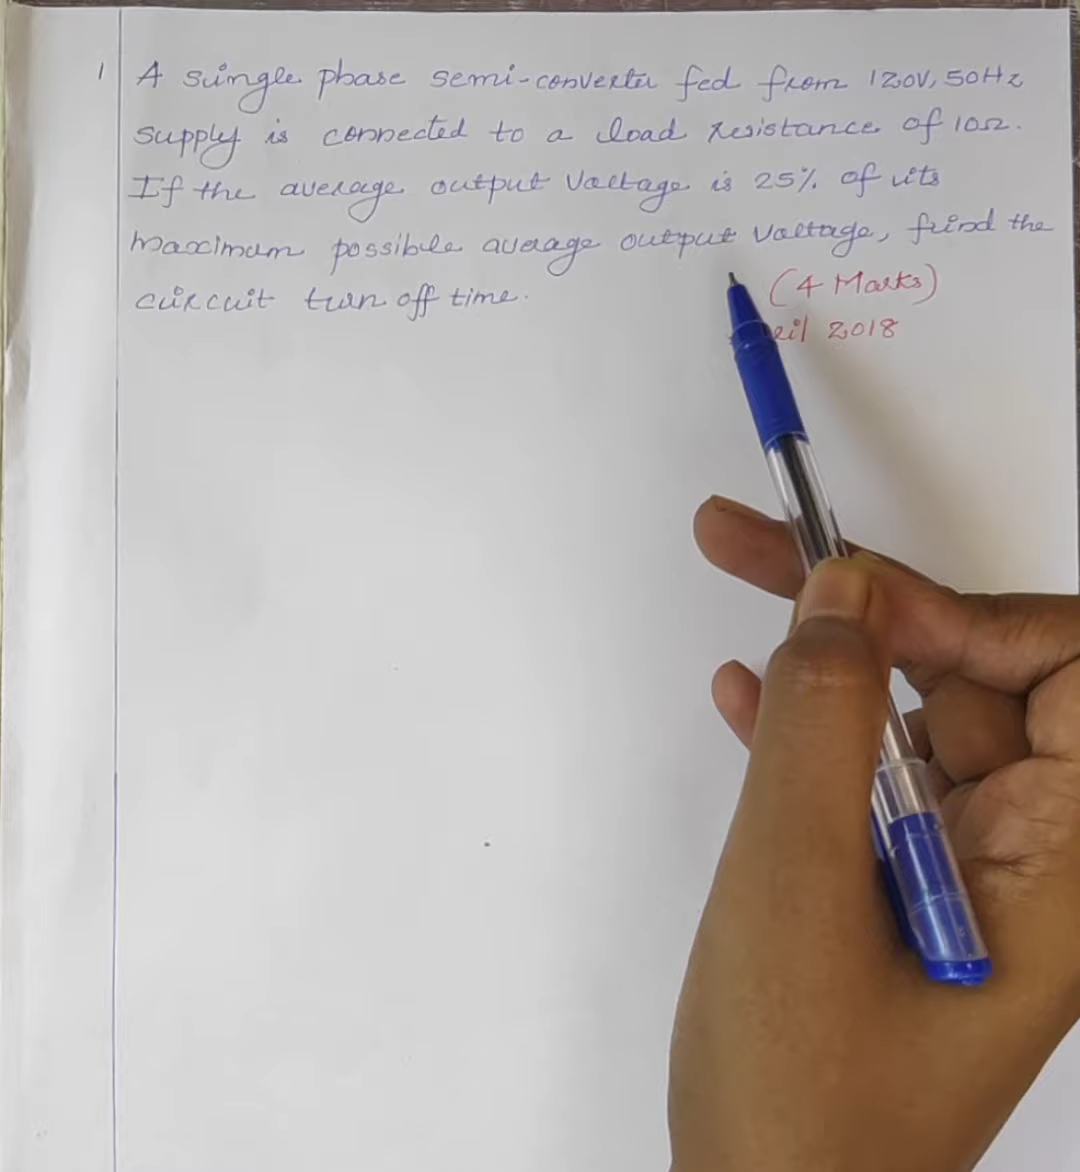 1 A single phase semi-converter fed from 120V, 50Hz
supply is connected to a load resistance of 10Ω.
If the average output voltage is 25% of its
maximum possible average output voltage, find the
circuit turn off time.
(4 Marks)
2018